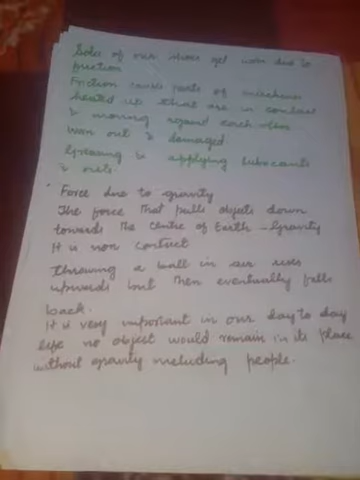 Soles of our shoes get worn due to
friction
Friction causes parts of machines
heated up that are in contact
& moving against each other
Wear out & damaged.
Greasing & applying lubricants
& oils.
Force due to gravity
The force that pulls objects down
towards the centre of Earth - Gravity
It is non contact
Throwing a ball in air rises
upwards but then eventually falls
back.
It is very important in our day to day
life no object would remain in its place
without gravity including people.